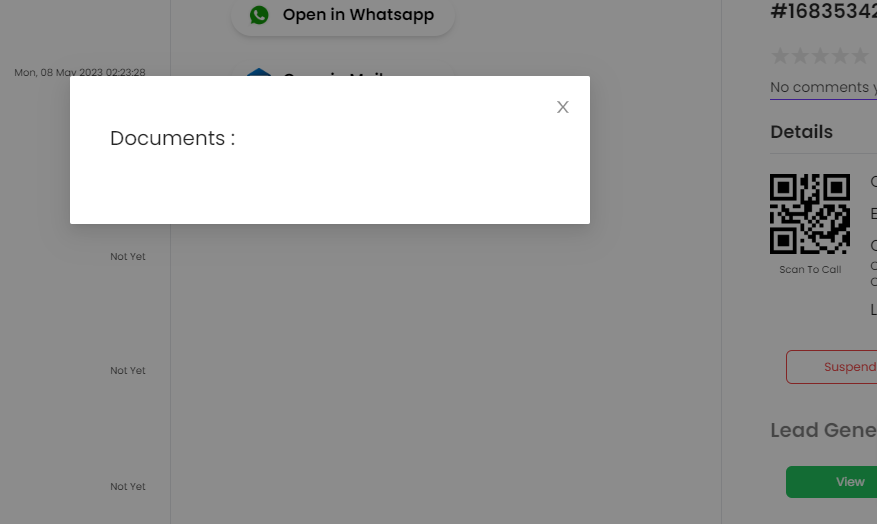 Open in Whatsapp
Mon, 08 May 2023 02:23:28
Documents :
X
Not Yet
Not Yet
Not Yet
#16835342
No comments y
Details
Scan To Call
Suspend
Lead Gene
View